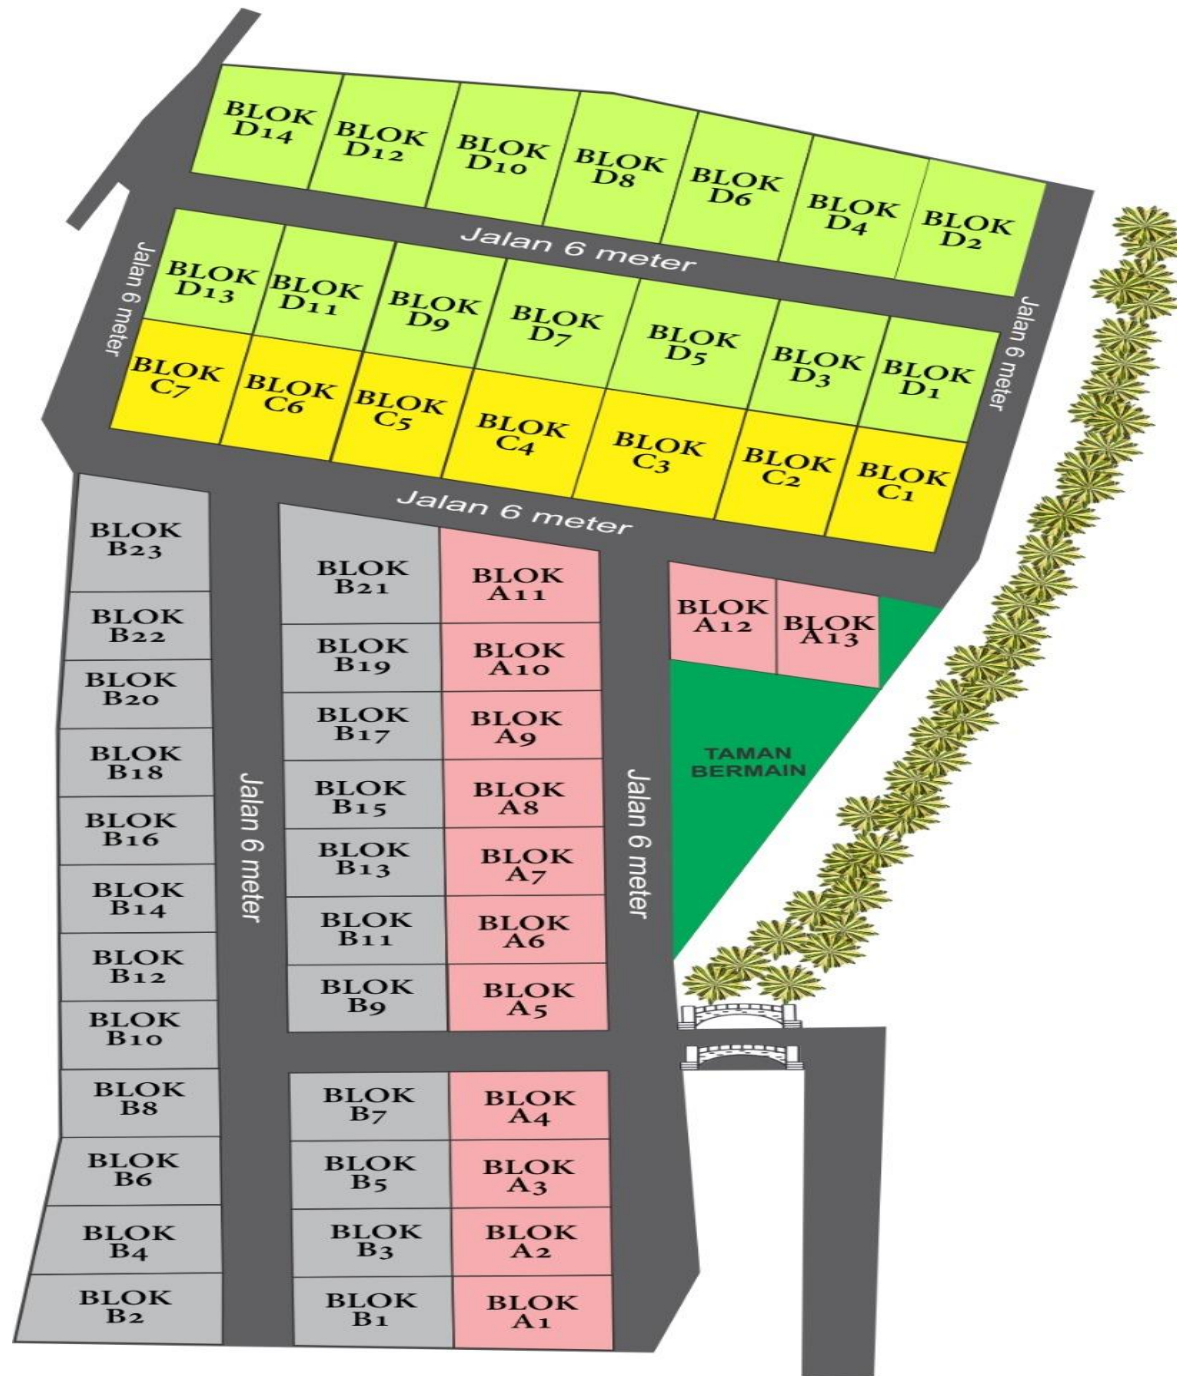 BLOK
D14
BLOK
D12
BLOK
D10
BLOK
D8
BLOK
D6
BLOK
D4
BLOK
D2
Jalan 6 meter
Jalan 6 meter
Jalan 6 meter
BLOK
D13
BLOK
D11
BLOK
D9
BLOK
D7
BLOK
D5
BLOK
D3
BLOK
D1
BLOK
C7
BLOK
C6
BLOK
C5
BLOK
C4
BLOK
C3
BLOK
C2
BLOK
C1
Jalan 6 meter
BLOK
B23
BLOK
B22
BLOK
B20
BLOK
B18
BLOK
B16
BLOK
B14
BLOK
B12
BLOK
B10
BLOK
B8
BLOK
B6
BLOK
B4
BLOK
B2
Jalan 6 meter
BLOK
B21
BLOK
B19
BLOK
B17
BLOK
B15
BLOK
B13
BLOK
B11
BLOK
B9
BLOK
B7
BLOK
B5
BLOK
B3
BLOK
B1
BLOK
A11
BLOK
A10
BLOK
A9
BLOK
A8
BLOK
A7
BLOK
A6
BLOK
A5
BLOK
A4
BLOK
A3
BLOK
A2
BLOK
A1
Jalan 6 meter
BLOK
A12
BLOK
A13
TAMAN
BERMAIN